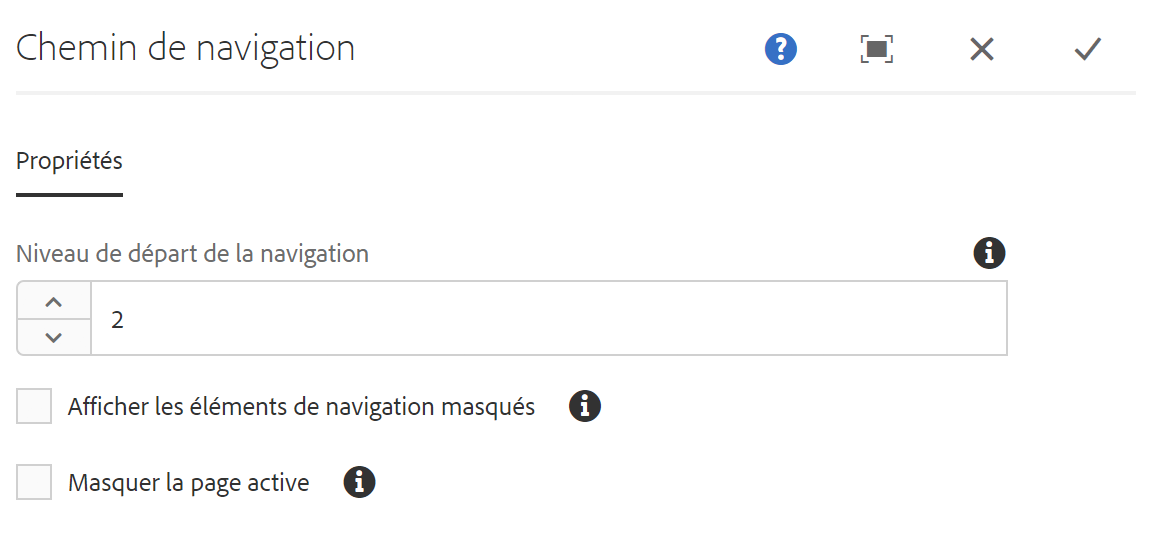 Chemin de navigation
Propriétés
Niveau de départ de la navigation
2
Afficher les éléments de navigation masqués
Masquer la page active